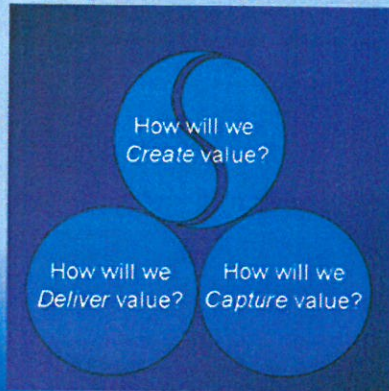 How will we
Create value?
How will we
Deliver value?
How will we
Capture value?